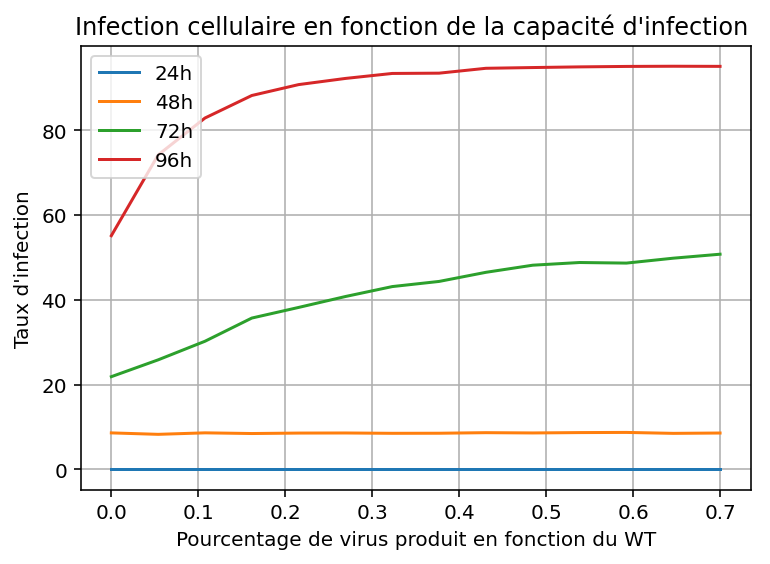 Infection cellulaire en fonction de la capacité d'infection
24h
48h
72h
96h
Taux d'infection
80
60
40
20
0
0.0 0.1 0.2 0.3 0.4 0.5 0.6 0.7
Pourcentage de virus produit en fonction du WT